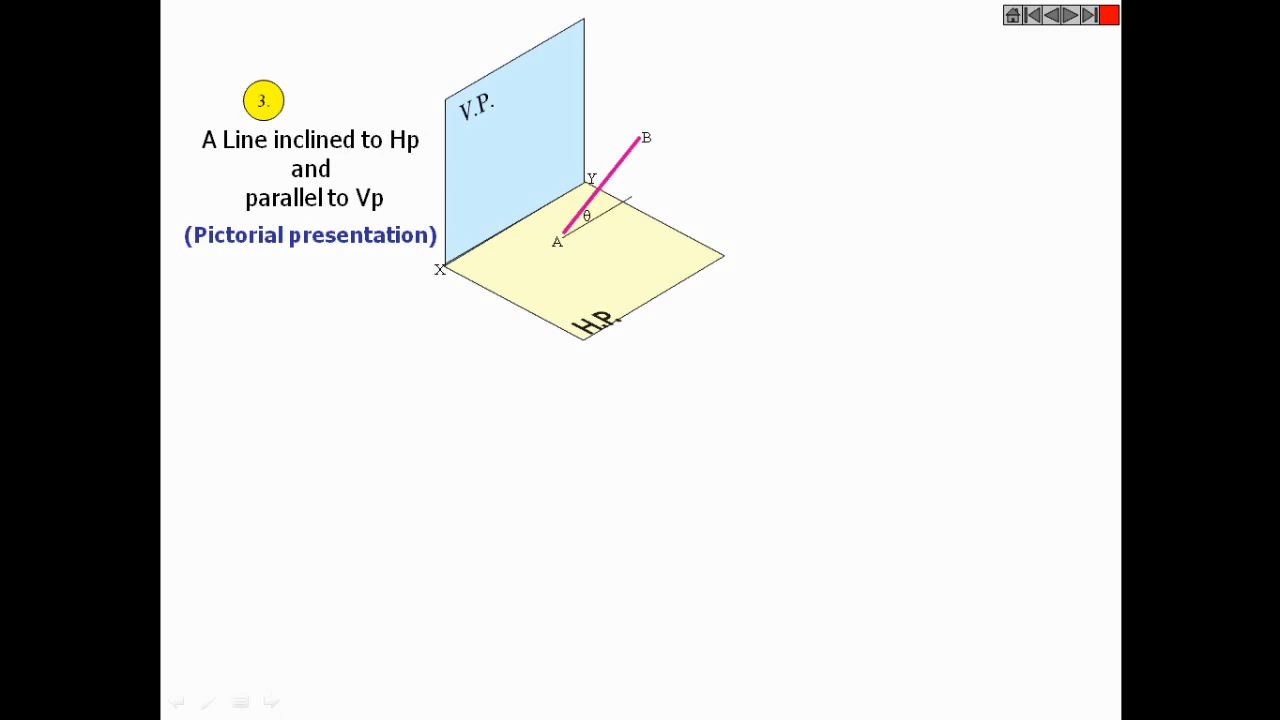 3.
A Line inclined to Hp
and
parallel to Vp
(Pictorial presentation)
V.P.
Y
B
θ
A
X
H.P.